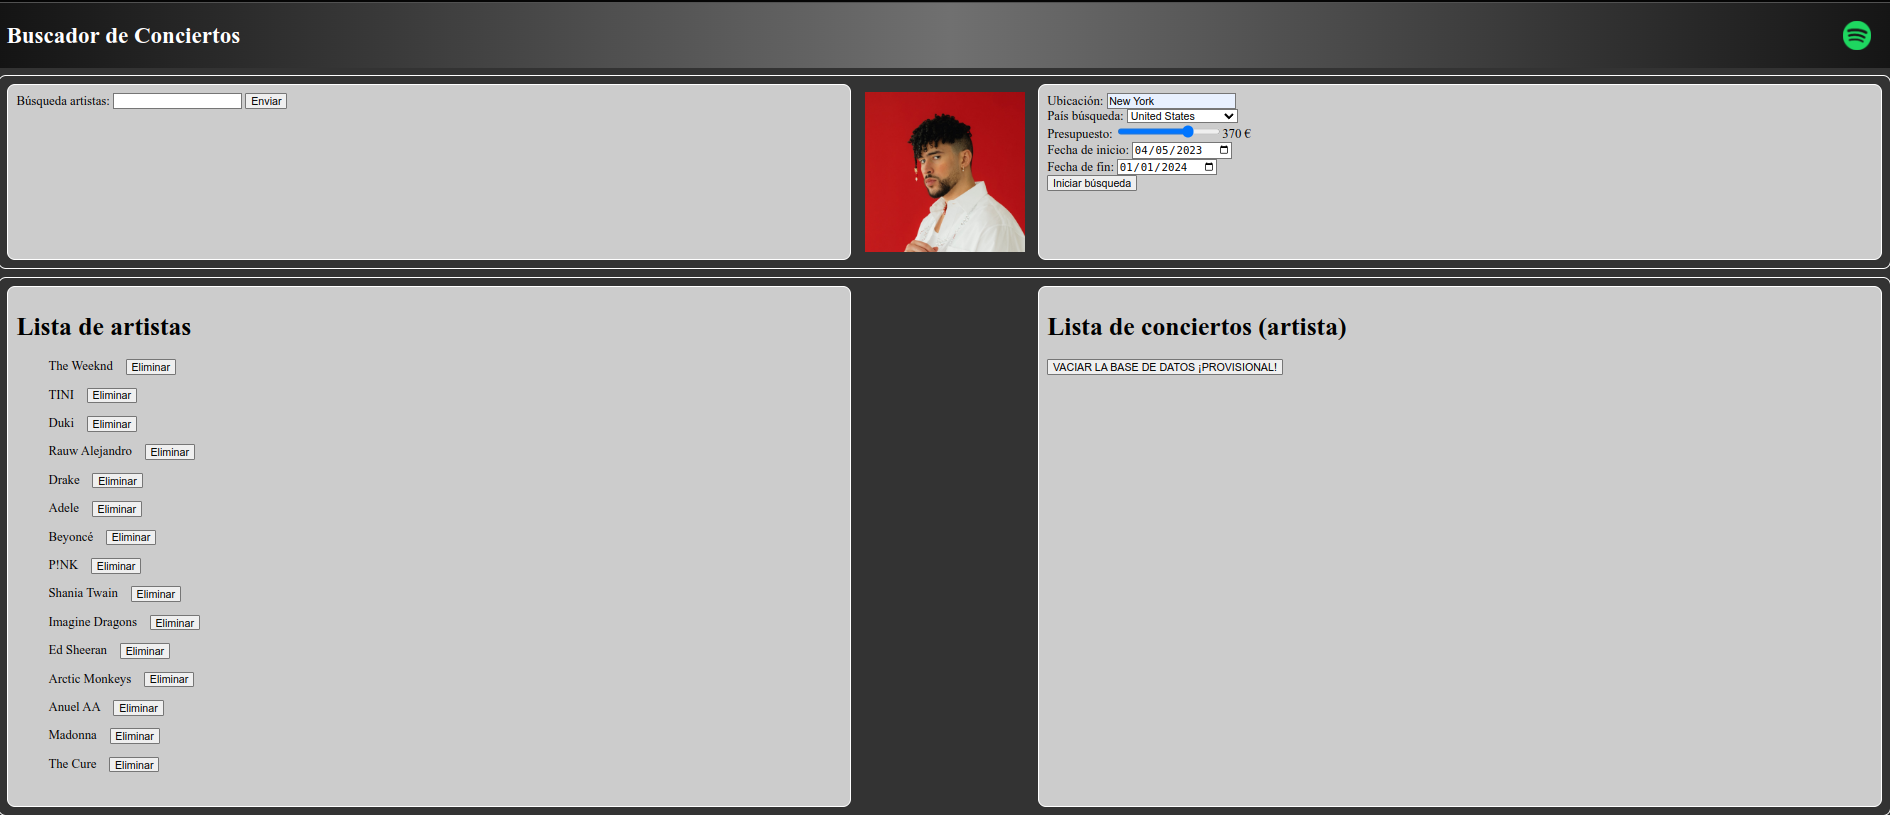 Buscador de Conciertos
Búsqueda artistas: Enviar
Ubicación: New York
País búsqueda: United States
Presupuesto: 370 €
Fecha de inicio: 04/05/2023
Fecha de fin: 01/01/2024
Iniciar búsqueda
Lista de artistas
The Weeknd Eliminar
TINI Eliminar
Duki Eliminar
Rauw Alejandro Eliminar
Drake Eliminar
Adele Eliminar
Beyoncé Eliminar
P!NK Eliminar
Shania Twain Eliminar
Imagine Dragons Eliminar
Ed Sheeran Eliminar
Arctic Monkeys Eliminar
Anuel AA Eliminar
Madonna Eliminar
The Cure Eliminar
Lista de conciertos (artista)
VACIAR LA BASE DE DATOS ¡PROVISIONAL!